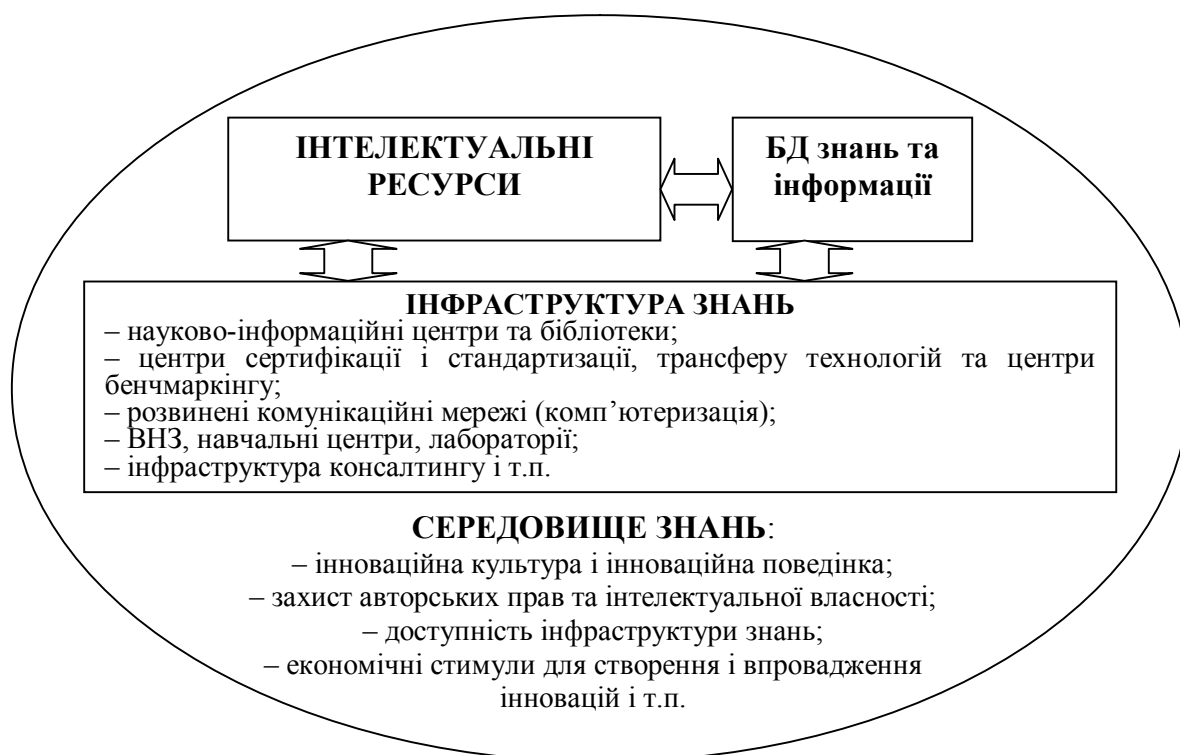 ІНТЕЛЕКТУАЛЬНІ
РЕСУРСИ
БД знань та
інформації
ІНФРАСТРУКТУРА ЗНАНЬ
– науково-інформаційні центри та бібліотеки;
– центри сертифікації і стандартизації, трансферу технологій та центри
бенчмаркінгу;
– розвинені комунікаційні мережі (комп’ютеризація);
– ВНЗ, навчальні центри, лабораторії;
– інфраструктура консалтингу і т.п.
СЕРЕДОВИЩЕ ЗНАНЬ:
– інноваційна культура і інноваційна поведінка;
– захист авторських прав та інтелектуальної власності;
– доступність інфраструктури знань;
– економічні стимули для створення і впровадження
інновацій і т.п.